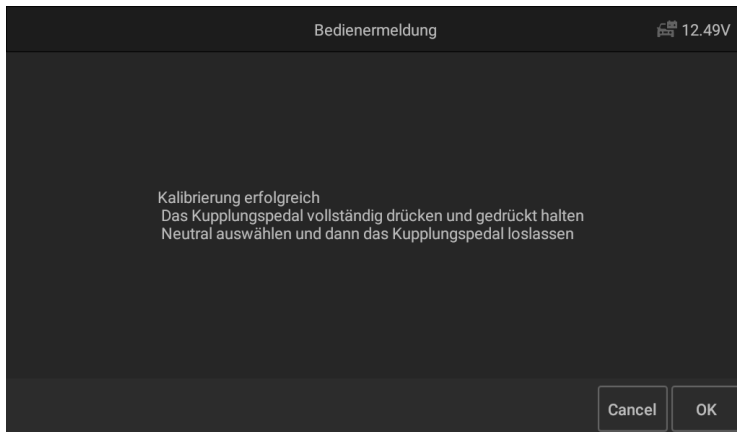 Bedienermeldung
12.49V
Kalibrierung erfolgreich
Das Kupplungspedal vollständig drücken und gedrückt halten
Neutral auswählen und dann das Kupplungspedal loslassen
Cancel
OK